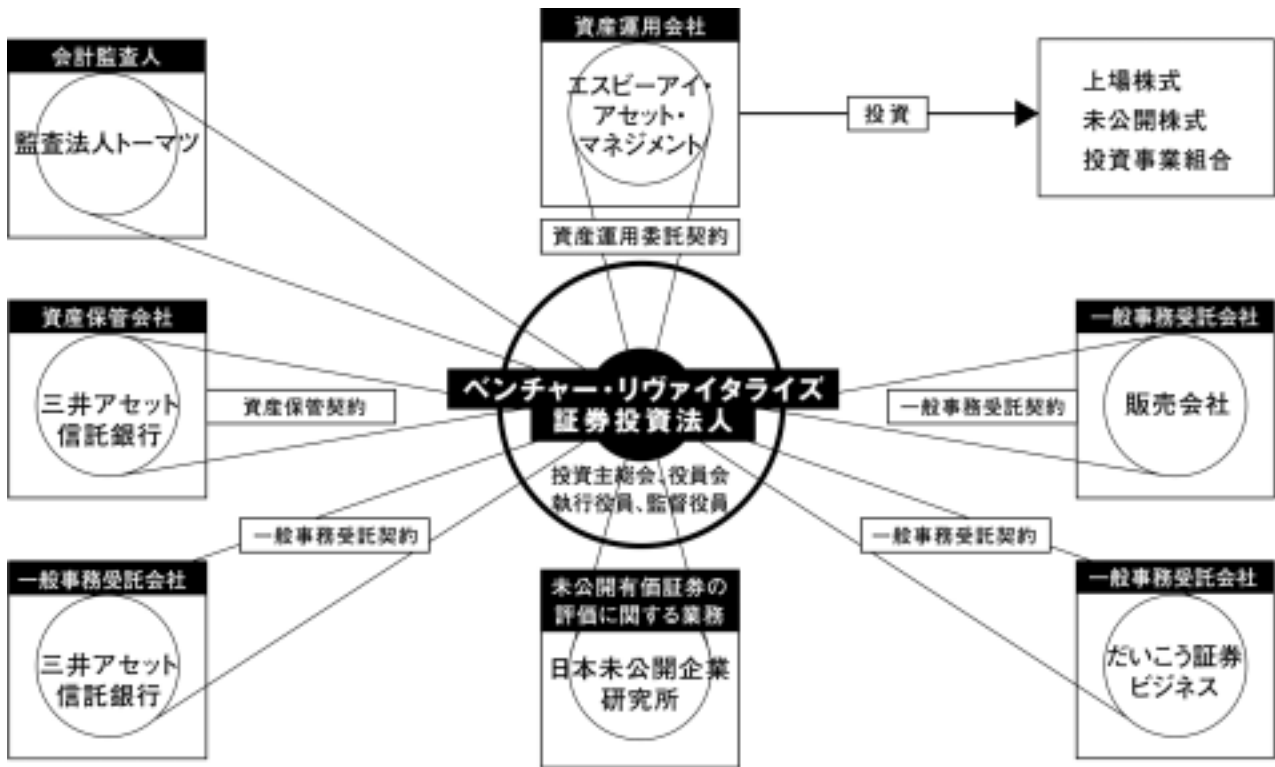 資産運用会社
エスビーアイ・
アセット・
マネジメント
投資
上場株式
未公開株式
投資事業組合
会計監査人
監査法人トーマツ
資産運用委託契約
資産保管会社
三井アセット
信託銀行
資産保管契約
ベンチャー・リヴァイタライズ
証券投資法人
投資主総会、役員会
執行役員、監督役員
一般事務受託契約
一般事務受託会社
販売会社
一般事務受託契約
一般事務受託会社
三井アセット
信託銀行
未公開有価証券の
評価に関する業務
日本未公開企業
研究所
一般事務受託契約
一般事務受託会社
だいこう証券
ビジネス